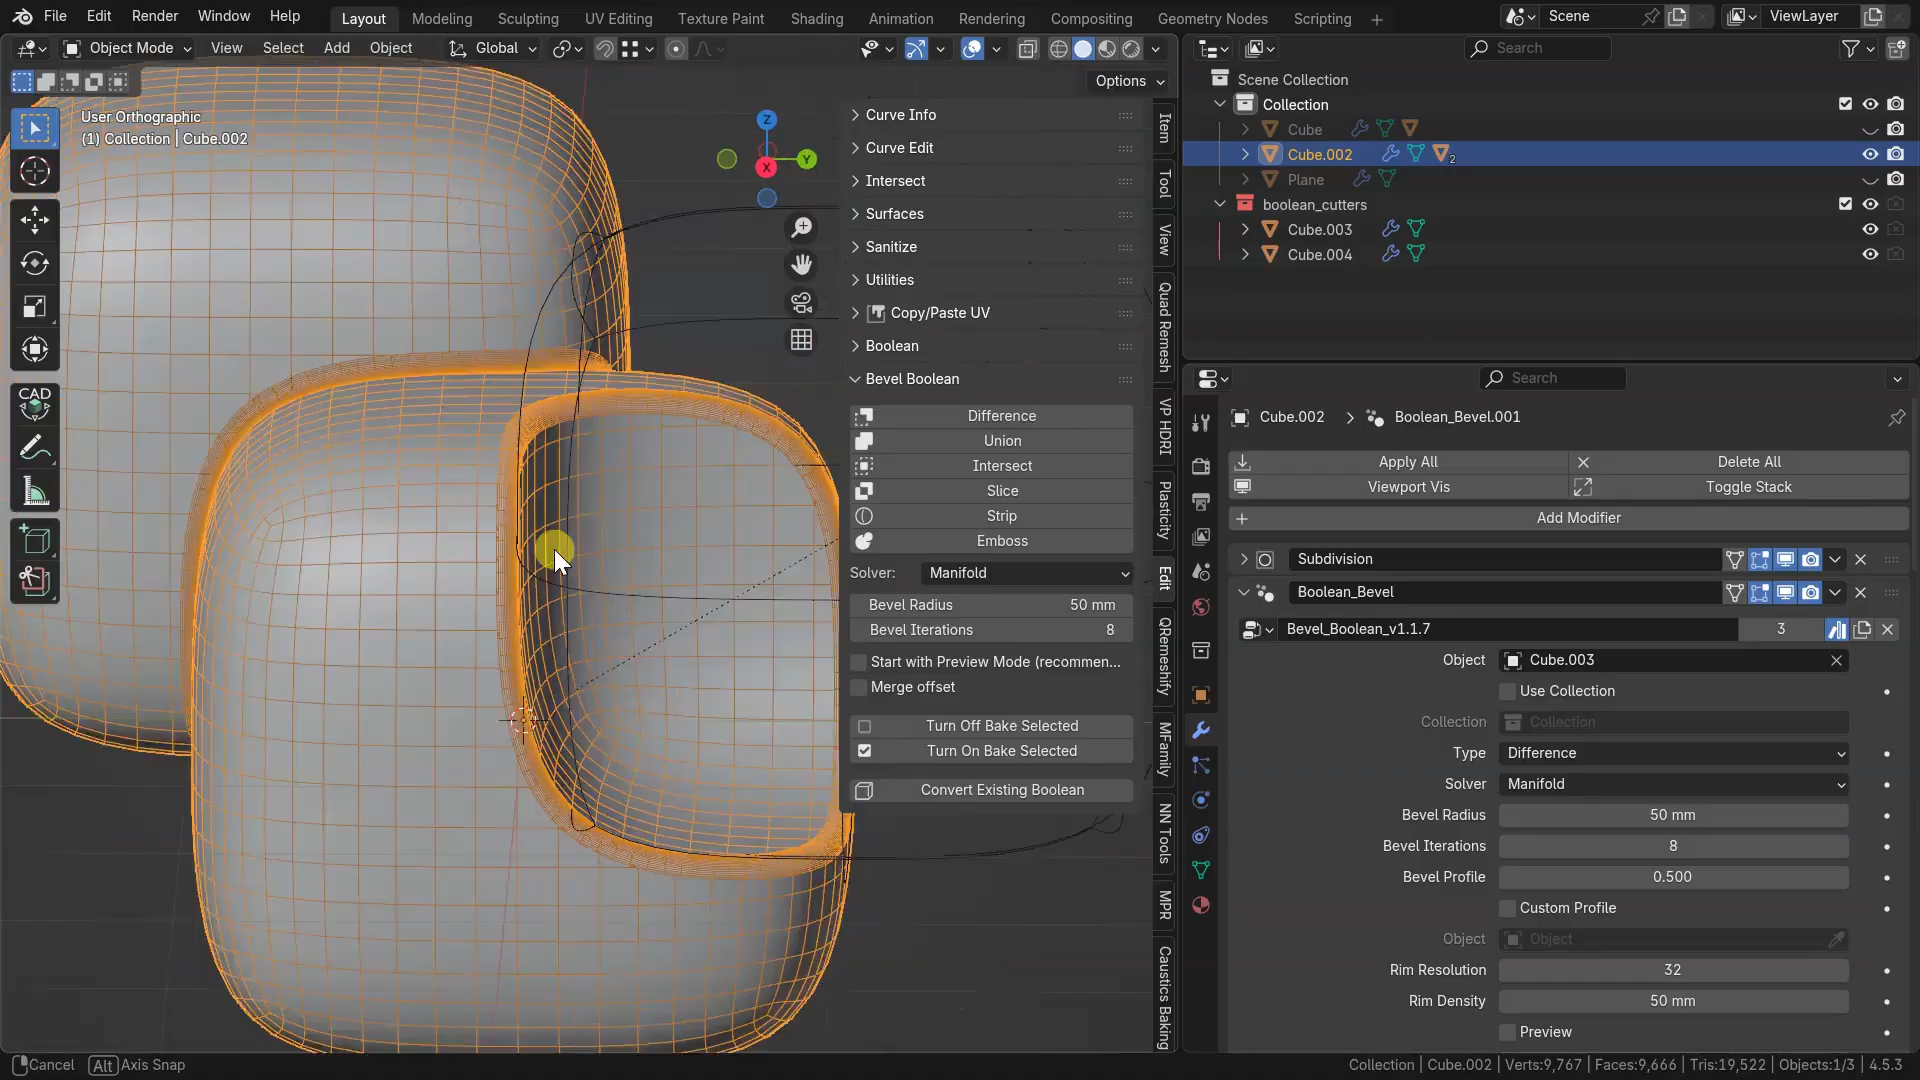 File Edit Render Window Help Layout Modeling Sculpting UV Editing Texture Paint Shading Animation Rendering Compositing Geometry Nodes Scripting + Scene ViewLayer
Object Mode View Select Add Object Global Search
Options
User Orthographic
(1) Collection | Cube.002
Z
Y
X
CAD
Curve Info
Curve Edit
Intersect
Surfaces
Sanitize
Utilities
Copy/Paste UV
Boolean
Bevel Boolean
Difference
Union
Intersect
Slice
Strip
Emboss
Solver: Manifold
Bevel Radius 50 mm
Bevel Iterations 8
Start with Preview Mode (recommen...
Merge offset
Turn Off Bake Selected
Turn On Bake Selected
Convert Existing Boolean
Item
Tool
View
Quad Remesh
VP HDRI
Plasticity
Edit
QRemeshify
MFamily
NN Tools
MPR
Caustics Baking
Scene Collection
Collection
Cube
Cube.002 2
Plane
boolean_cutters
Cube.003
Cube.004
Search
Cube.002 > Boolean_Bevel.001
Apply All Delete All
Viewport Vis Toggle Stack
Add Modifier
Subdivision
Boolean_Bevel
Bevel_Boolean_v1.1.7 3
Object Cube.003
Use Collection
Collection Collection
Type Difference
Solver Manifold
Bevel Radius 50 mm
Bevel Iterations 8
Bevel Profile 0.500
Custom Profile
Object Object
Rim Resolution 32
Rim Density 50 mm
Preview
Cancel Alt Axis Snap Collection | Cube.002 | Verts:9,767 | Faces:9,666 | Tris:19,522 | Objects:1/3 | 4.5.3